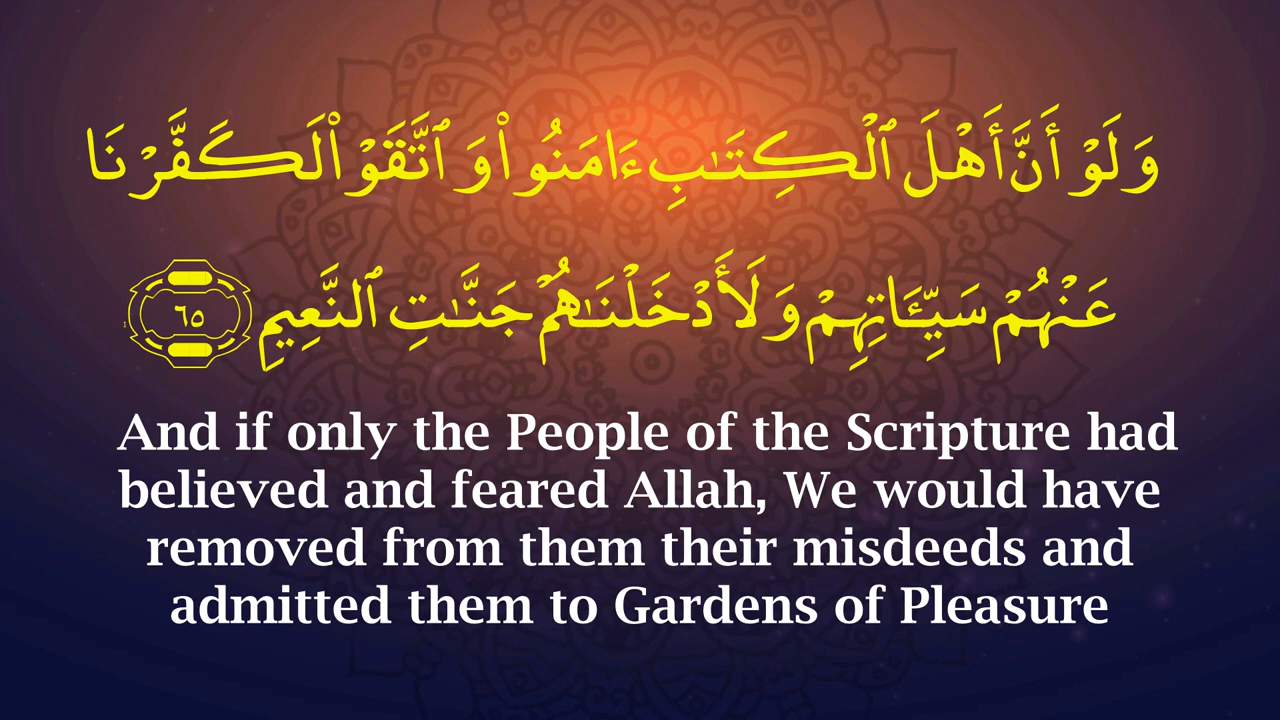 وَلَوْ أَنَّ أَهْلَ ٱلْكِتَـٰبِ ءَامَنُوا۟ وَٱتَّقَوْا۟ لَكَفَّرْنَا
عَنْهُمْ سَيِّـَٔاتِهِمْ وَلَأَدْخَلْنَـٰهُمْ جَنَّـٰتِ ٱلنَّعِيمِ ٦٥
And if only the People of the Scripture had
believed and feared Allah, We would have
removed from them their misdeeds and
admitted them to Gardens of Pleasure